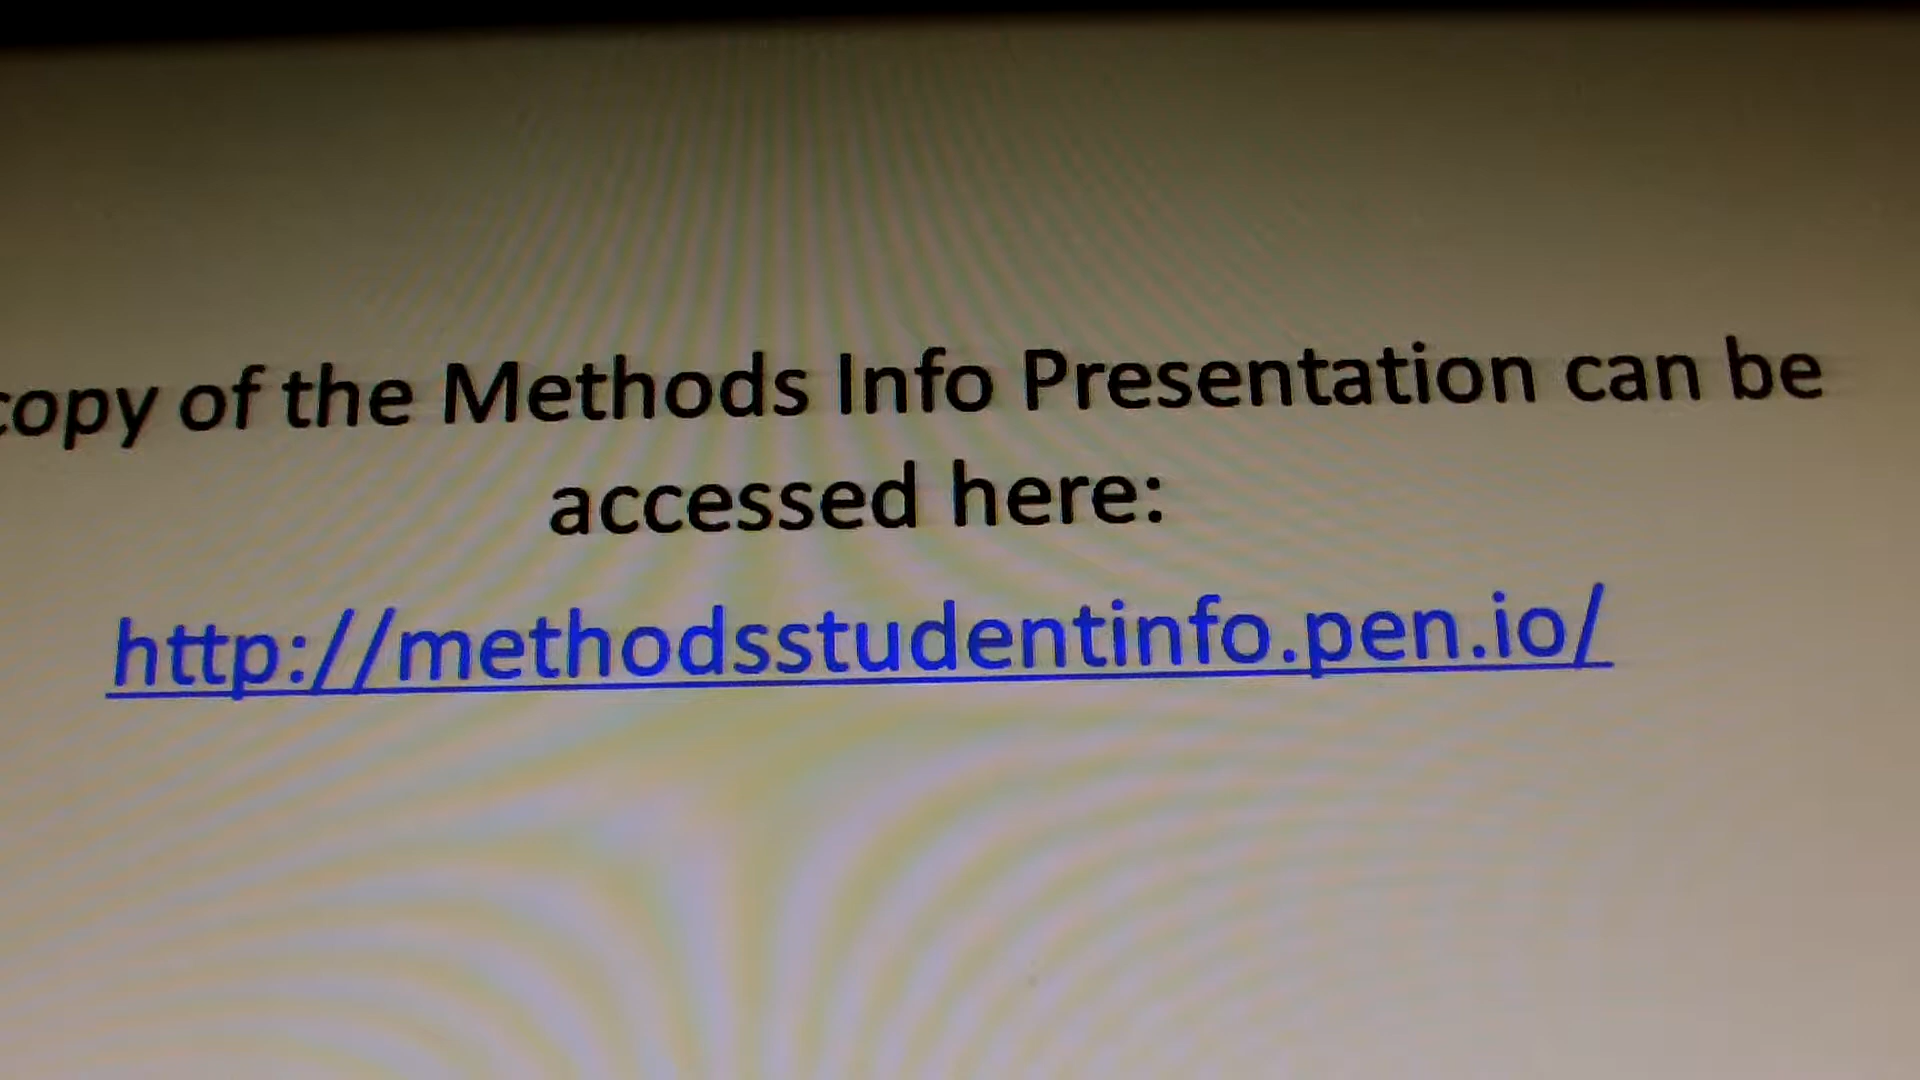 copy of the Methods Info Presentation can be
accessed here:
http://methodsstudentinfo.pen.io/